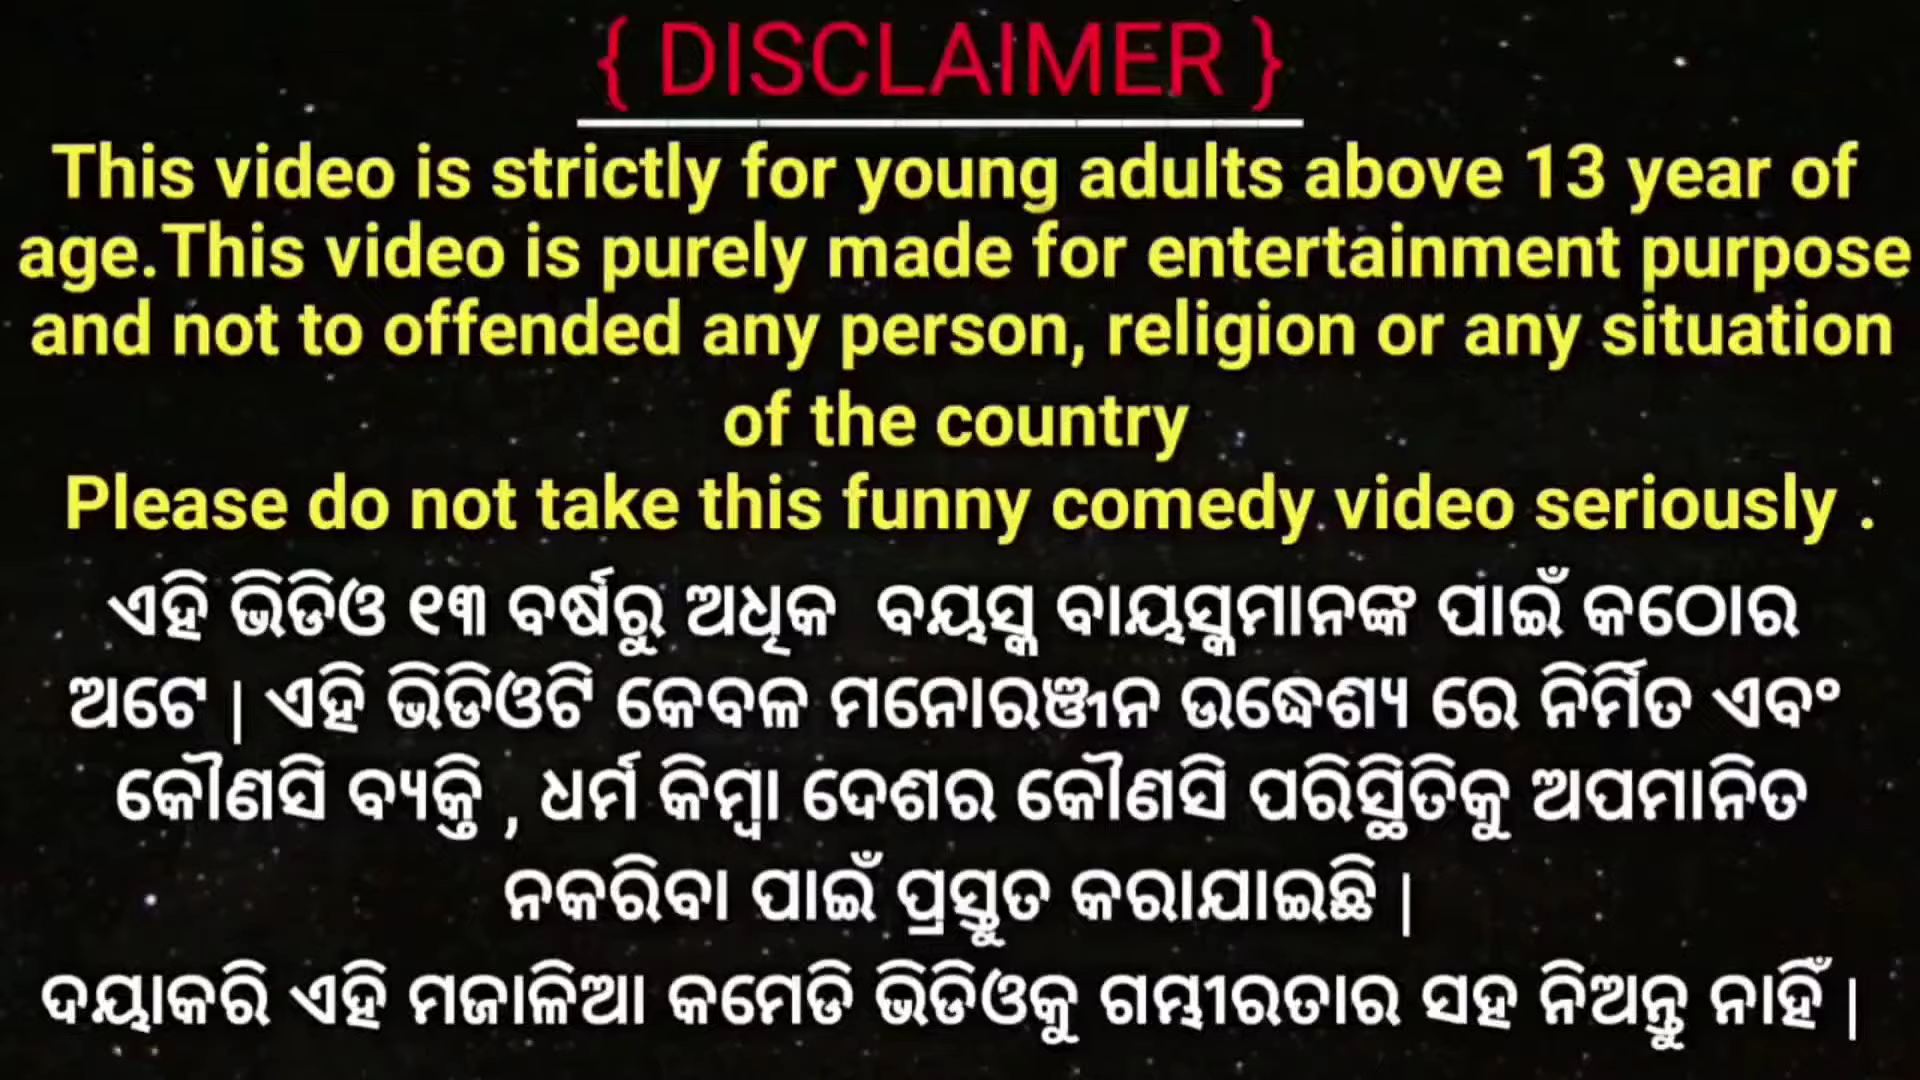 { DISCLAIMER }
This video is strictly for young adults above 13 year of
age.This video is purely made for entertainment purpose
and not to offended any person, religion or any situation
of the country
Please do not take this funny comedy video seriously .
ଏହି ଭିଡିଓ ୧୩ ବର୍ଷରୁ ଅଧିକ ବୟସ୍କ ବାୟସ୍କମାନଙ୍କ ପାଇଁ କଠୋର
ଅଟେ | ଏହି ଭିଡିଓଟି କେବଳ ମନୋରଞ୍ଜନ ଉଦ୍ଧେଶ୍ୟ ରେ ନିର୍ମିତ ଏବଂ
କୌଣସି ବ୍ୟକ୍ତି , ଧର୍ମ କିମ୍ବା ଦେଶର କୌଣସି ପରିସ୍ଥିତିକୁ ଅପମାନିତ
ନକରିବା ପାଇଁ ପ୍ରସ୍ତୁତ କରାଯାଇଛି |
ଦୟାକରି ଏହି ମଜାଳିଆ କମେଡି ଭିଡିଓକୁ ଗମ୍ଭୀରତାର ସହ ନିଅନ୍ତୁ ନାହିଁ |